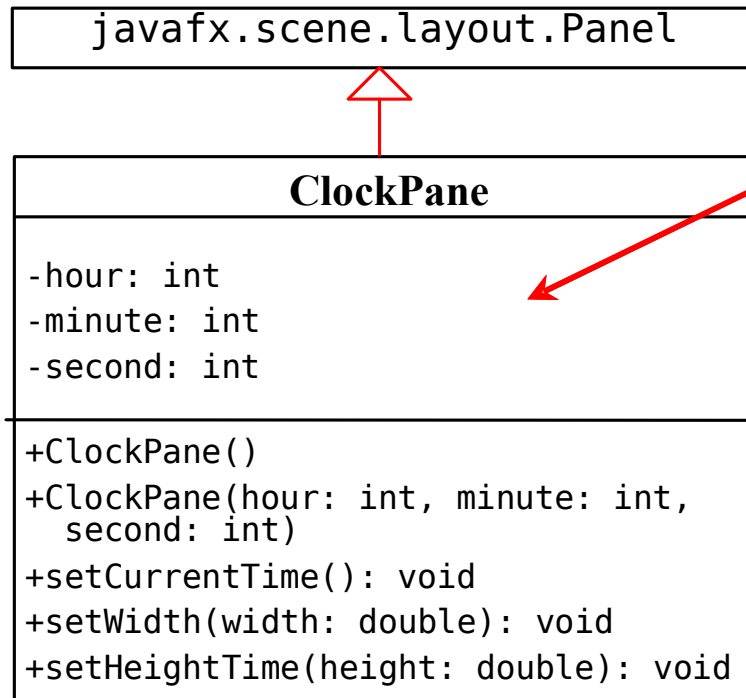 javafx.scene.layout.Panel
ClockPane
-hour: int
-minute: int
-second: int
+ClockPane()
+ClockPane(hour: int, minute: int,
second: int)
+setCurrentTime(): void
+setWidth(width: double): void
+setHeightTime(height: double): void